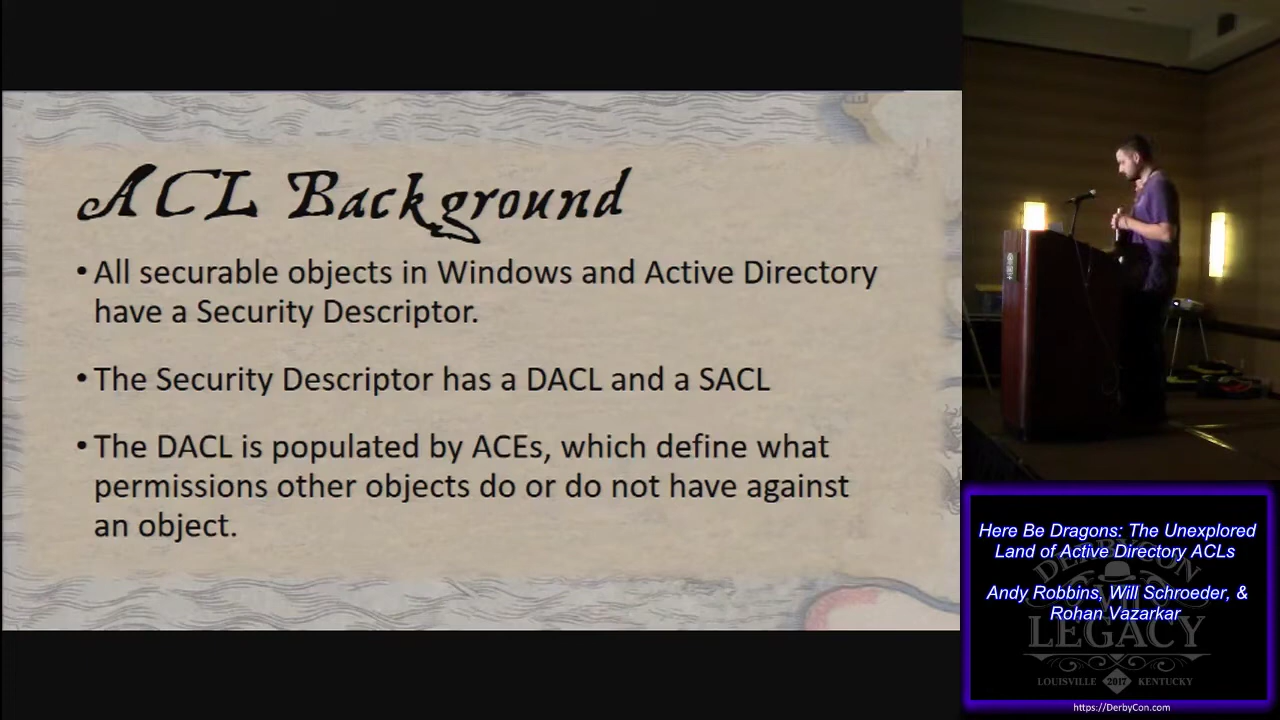 ACL Background
• All securable objects in Windows and Active Directory
have a Security Descriptor.
• The Security Descriptor has a DACL and a SACL
• The DACL is populated by ACEs, which define what
permissions other objects do or do not have against
an object.
Here Be Dragons: The Unexplored
Land of Active Directory ACLs
Andy Robbins, Will Schroeder, &
Rohan Vazarkar
DERBYCON
LEGACY
LOUISVILLE 2017 KENTUCKY
https://DerbyCon.com